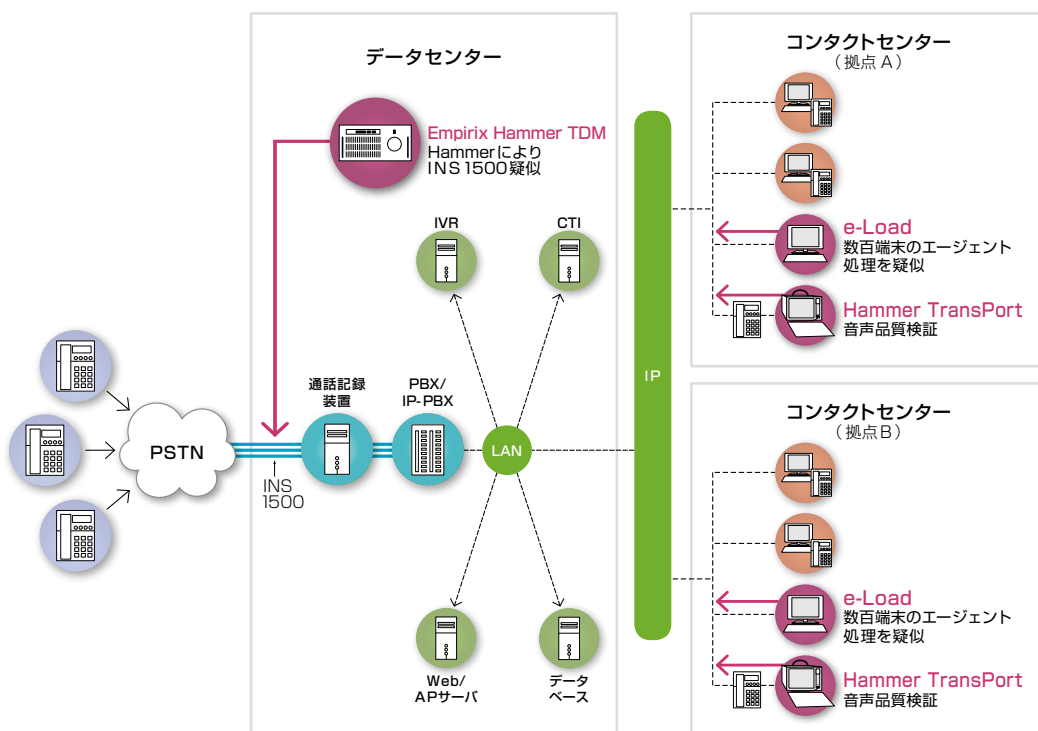 データセンター
Empirix Hammer TDM
Hammerにより
INS1500疑似
IVR
CTI
通話記録
装置
PBX/
IP-PBX
PSTN
INS
1500
LAN
Web/
APサーバ
データ
ベース
IP
コンタクトセンター
（拠点A）
e-Load
数百端末のエージェント
処理を疑似
Hammer TransPort
音声品質検証
コンタクトセンター
（拠点B）
e-Load
数百端末のエージェント
処理を疑似
Hammer TransPort
音声品質検証